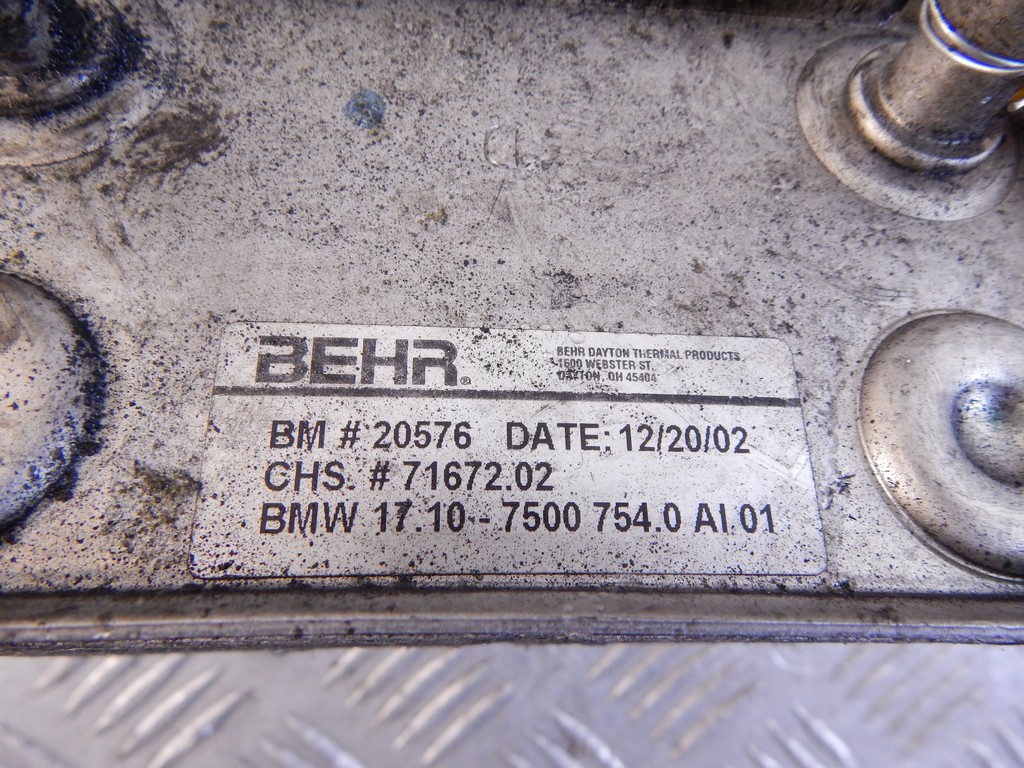 BEHR®
BEHR DAYTON THERMAL PRODUCTS
1600 WEBSTER ST.
DAYTON, OH 45404
BM # 20576 DATE: 12/20/02
CHS. # 71672.02
BMW 17.10 - 7500 754.0 AI 01